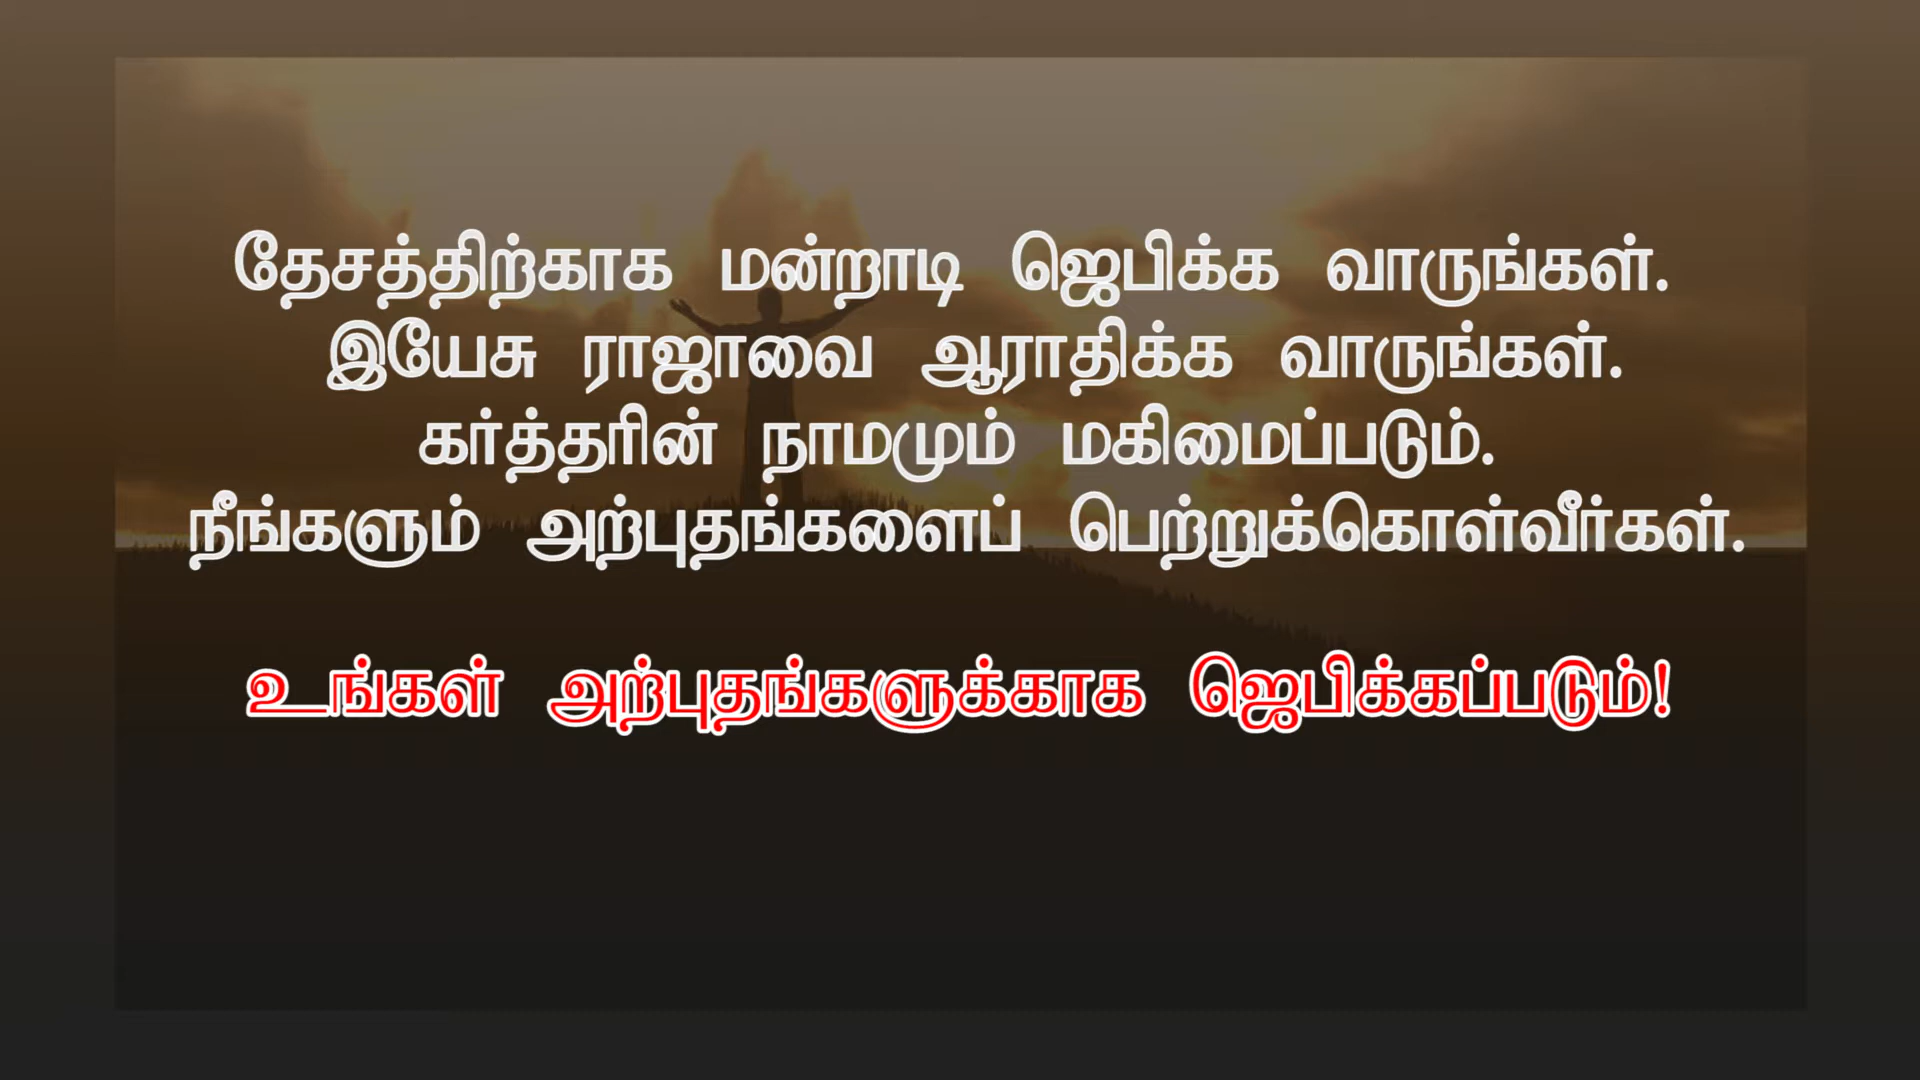 தேசத்திற்காக மன்றாடி ஜெபிக்க வாருங்கள்.
இயேசு ராஜாவை ஆராதிக்க வாருங்கள்.
கர்த்தரின் நாமமும் மகிமைப்படும்.
நீங்களும் அற்புதங்களைப் பெற்றுக்கொள்வீர்கள்.
உங்கள் அற்புதங்களுக்காக ஜெபிக்கப்படும்!